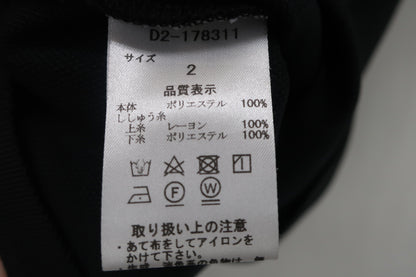 D2-178311
サイズ
2
品質表示
本体 ポリエステル 100%
ししゅう糸
上糸 レーヨン 100%
下糸 ポリエステル 100%
F W
取り扱い上の注意
・あて布をしてアイロンを
かけて下さい。